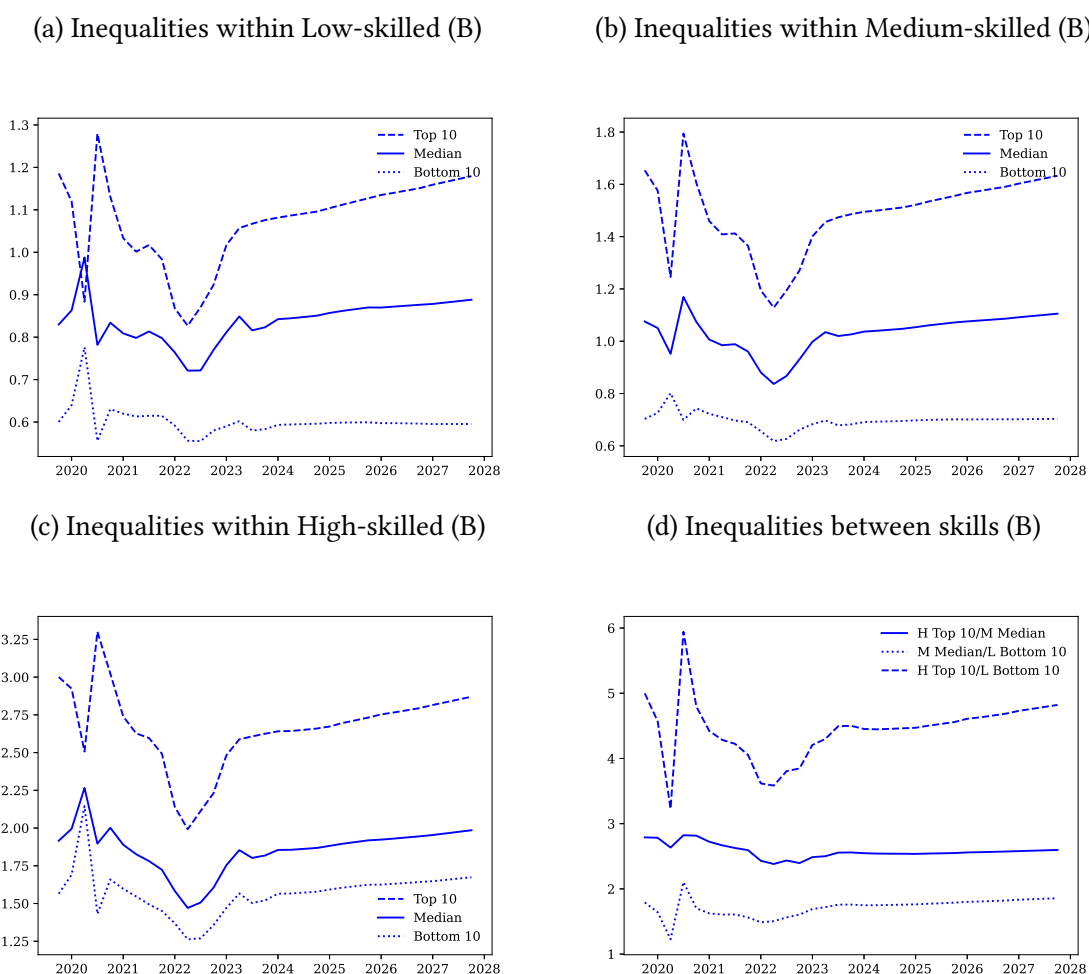 (a) Inequalities within Low-skilled (B)
(b) Inequalities within Medium-skilled (B)
1.3
1.2
1.1
1.0
0.9
0.8
0.7
0.6
2020 2021 2022 2023 2024 2025 2026 2027 2028
Top 10
Median
Bottom 10
1.8
1.6
1.4
1.2
1.0
0.8
0.6
2020 2021 2022 2023 2024 2025 2026 2027 2028
Top 10
Median
Bottom 10
(c) Inequalities within High-skilled (B)
(d) Inequalities between skills (B)
3.25
3.00
2.75
2.50
2.25
2.00
1.75
1.50
1.25
2020 2021 2022 2023 2024 2025 2026 2027 2028
Top 10
Median
Bottom 10
6
5
4
3
2
1
2020 2021 2022 2023 2024 2025 2026 2027 2028
H Top 10/M Median
M Median/L Bottom 10
H Top 10/L Bottom 10